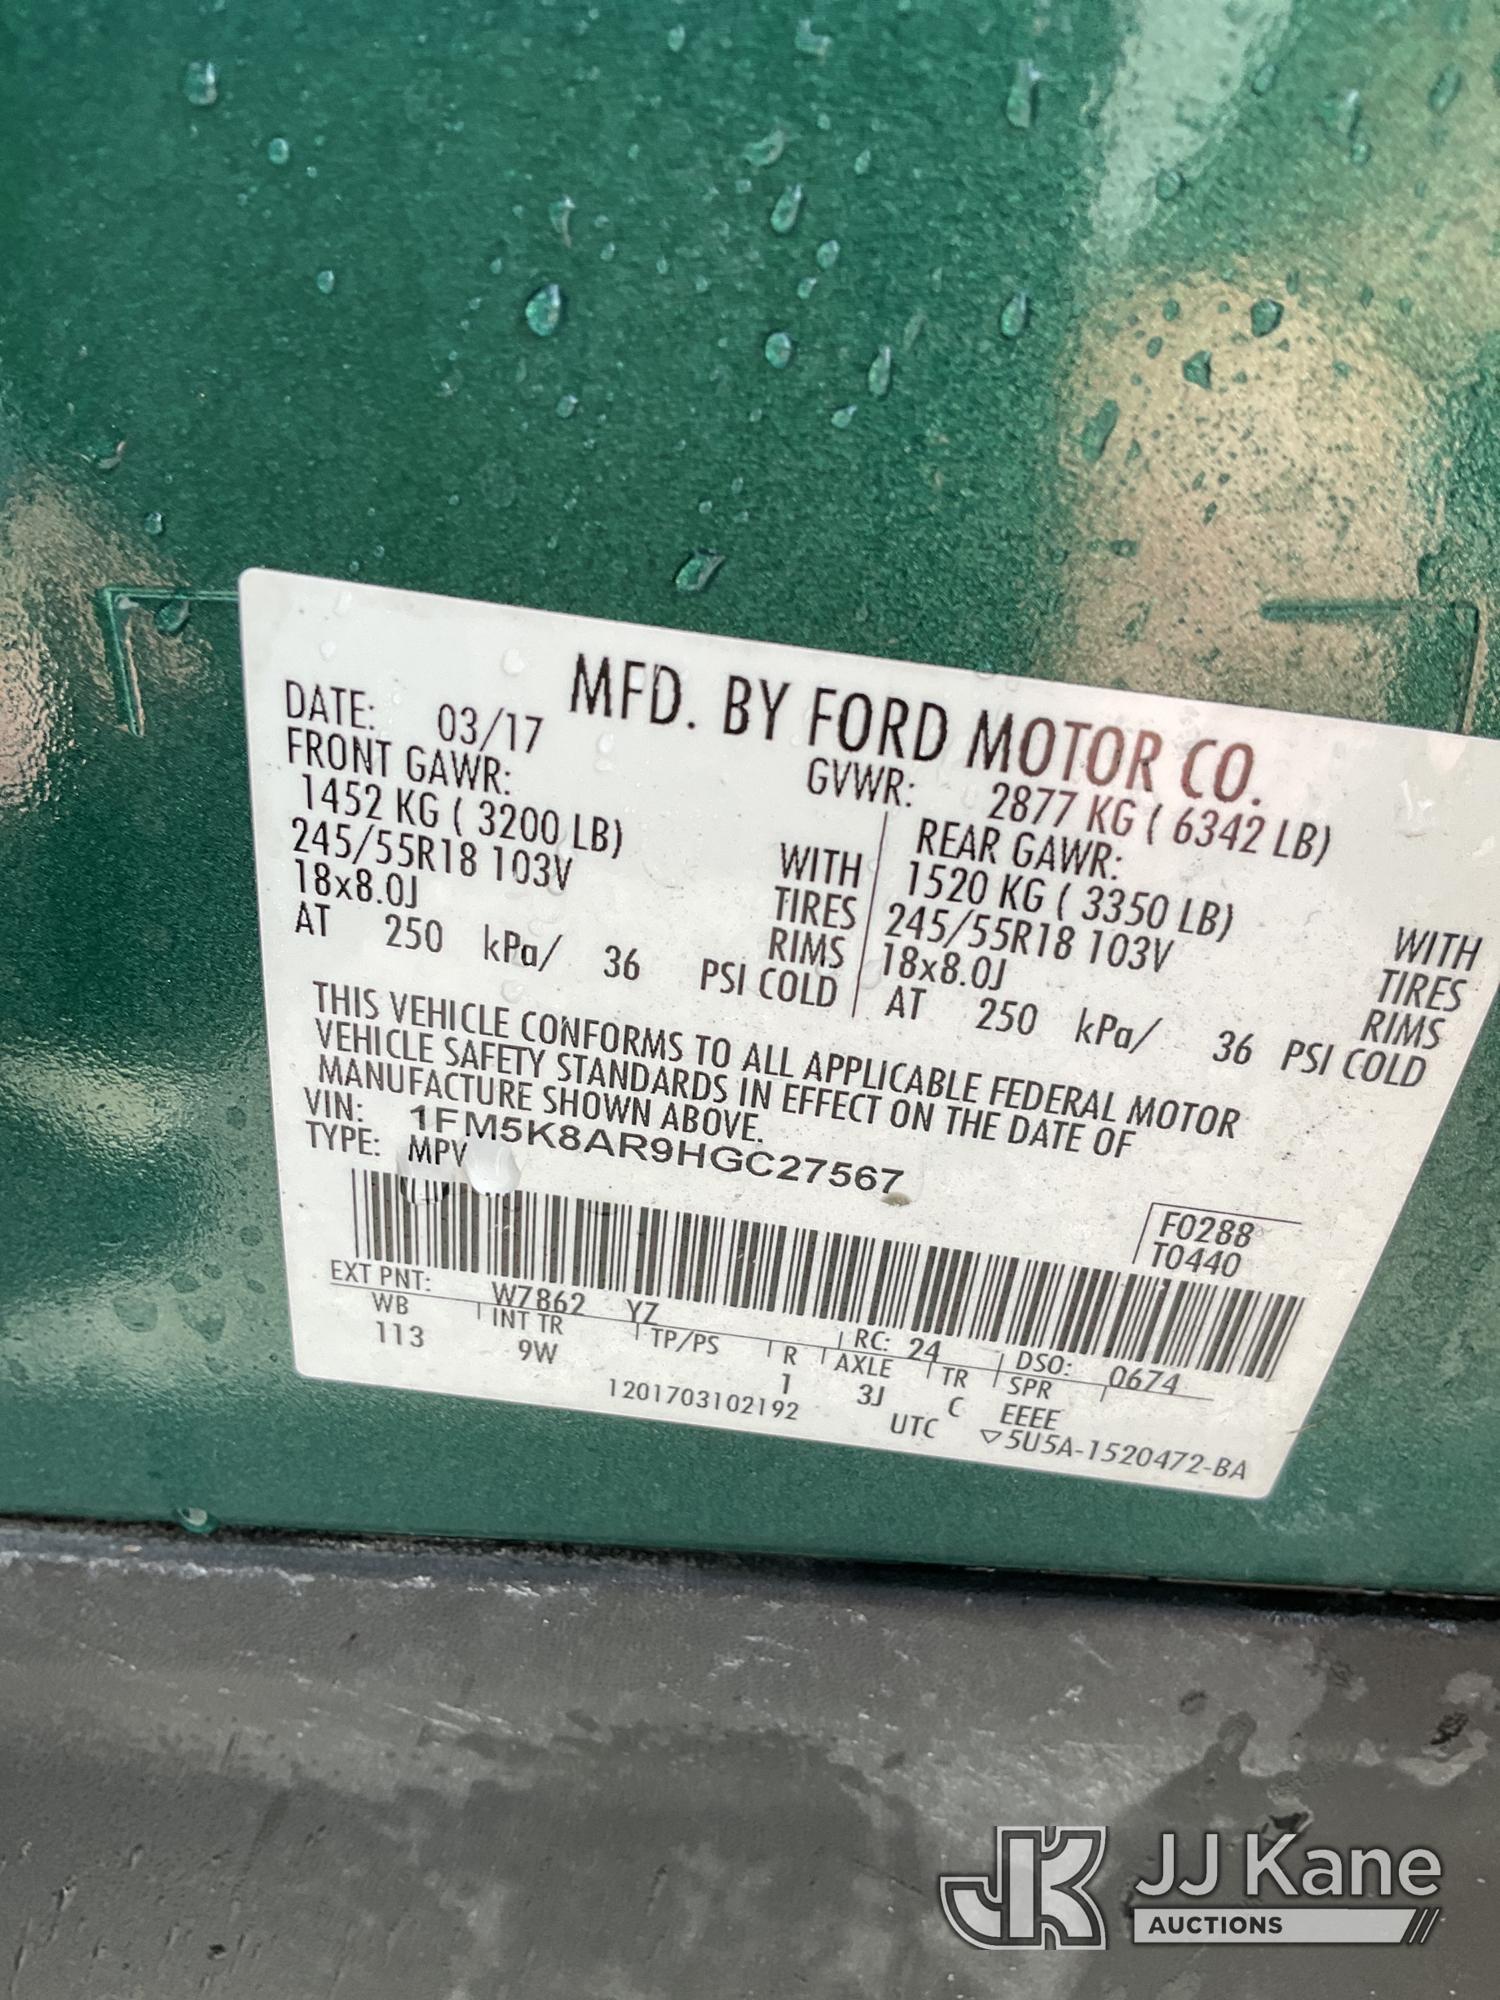 MFD. BY FORD MOTOR CO.
DATE: 03/17 GVWR: 2877 KG ( 6342 LB)
FRONT GAWR: REAR GAWR:
1452 KG ( 3200 LB) WITH 1520 KG ( 3350 LB) WITH
245/55R18 103V TIRES 245/55R18 103V TIRES
18x8.0J RIMS 18x8.0J RIMS
AT 250 kPa/ 36 PSI COLD AT 250 kPa/ 36 PSI COLD
THIS VEHICLE CONFORMS TO ALL APPLICABLE FEDERAL MOTOR
VEHICLE SAFETY STANDARDS IN EFFECT ON THE DATE OF
MANUFACTURE SHOWN ABOVE.
VIN: 1FM5K8AR9HGC27567
TYPE: MPV
F0288
T0440
EXT PNT: W7862 YZ RC: 24 DSO: 0674
WB INT TR TP/PS R AXLE TR SPR
113 9W 1 3J C EEEE
1201703102192 UTC ▽5U5A-1520472-BA
JK JJ Kane
AUCTIONS